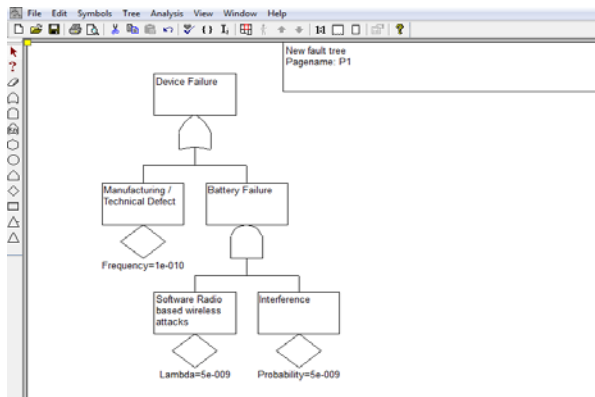 File Edit Symbols Tree Analysis View Window Help
New fault tree
Pagename: P1
Device Failure
Manufacturing /
Technical Defect
Battery Failure
Frequency=1e-010
Software Radio
based wireless
attacks
Interference
Lambda=5e-009
Probability=5e-009